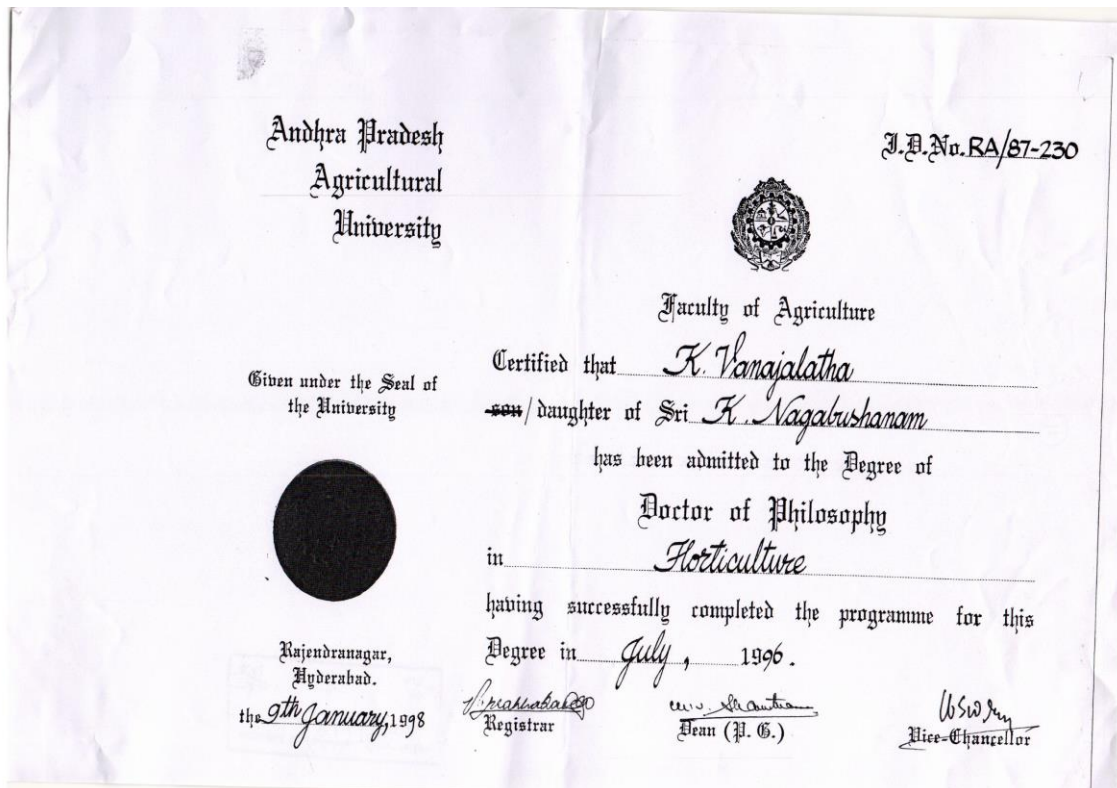 Andhra Pradesh
Agricultural
University
I.D.No. RA/87-230
Faculty of Agriculture
Certified that K. Vanajalatha
son/daughter of Sri K. Nagabushanam
has been admitted to the Degree of
Doctor of Philosophy
in Horticulture
having successfully completed the programme for this
Degree in July, 1996.
Given under the Seal of
the University
Rajendranagar,
Hyderabad.
the 9th January, 1998
Registrar
Dean (P. G.)
Vice-Chancellor